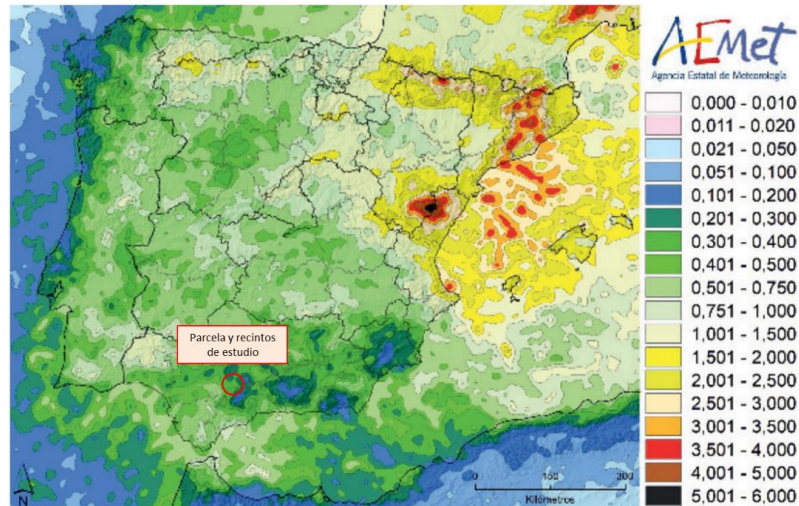 AEMet
Agencia Estatal de Meteorología
0,000 - 0,010
0,011 - 0,020
0,021 - 0,050
0,051 - 0,100
0,101 - 0,200
0,201 - 0,300
0,301 - 0,400
0,401 - 0,500
0,501 - 0,750
0,751 - 1,000
1,001 - 1,500
1,501 - 2,000
2,001 - 2,500
2,501 - 3,000
3,001 - 3,500
3,501 - 4,000
4,001 - 5,000
5,001 - 6,000
Parcela y recintos
de estudio
N
0 150 200
Kilómetros